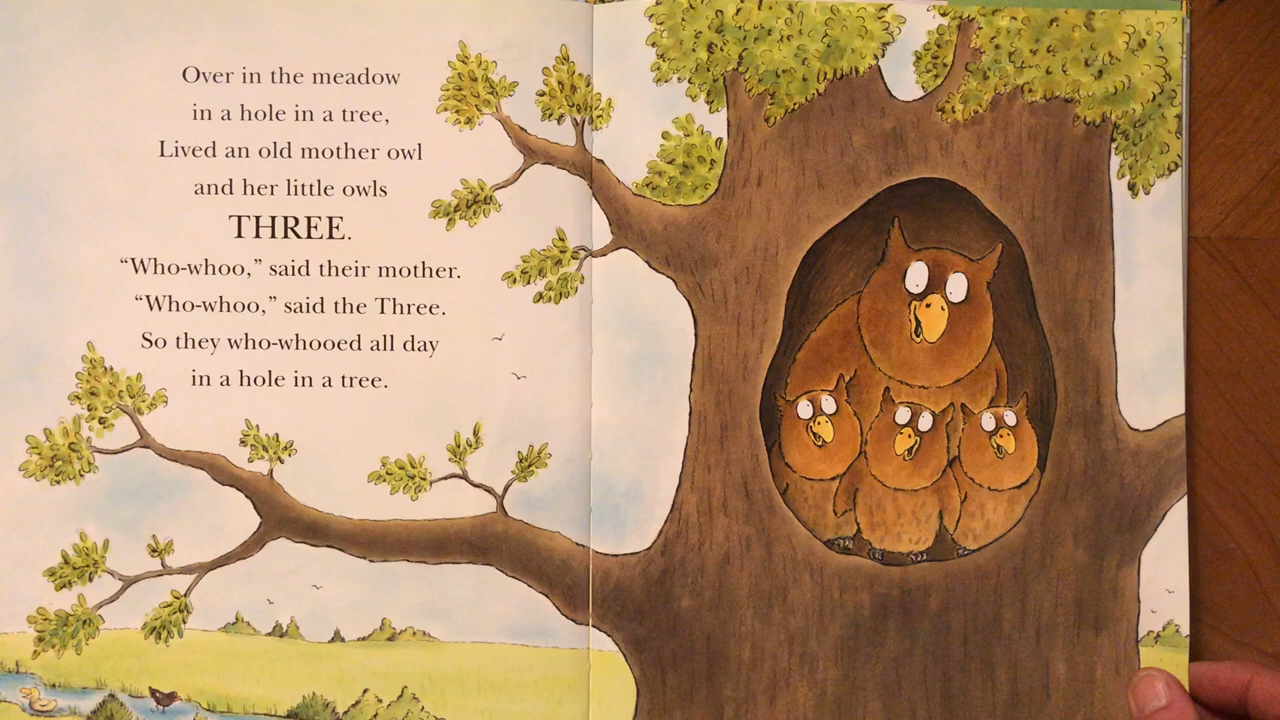 Over in the meadow
in a hole in a tree,
Lived an old mother owl
and her little owls
THREE.
“Who-whoo,” said their mother.
“Who-whoo,” said the Three.
So they who-whooed all day
in a hole in a tree.